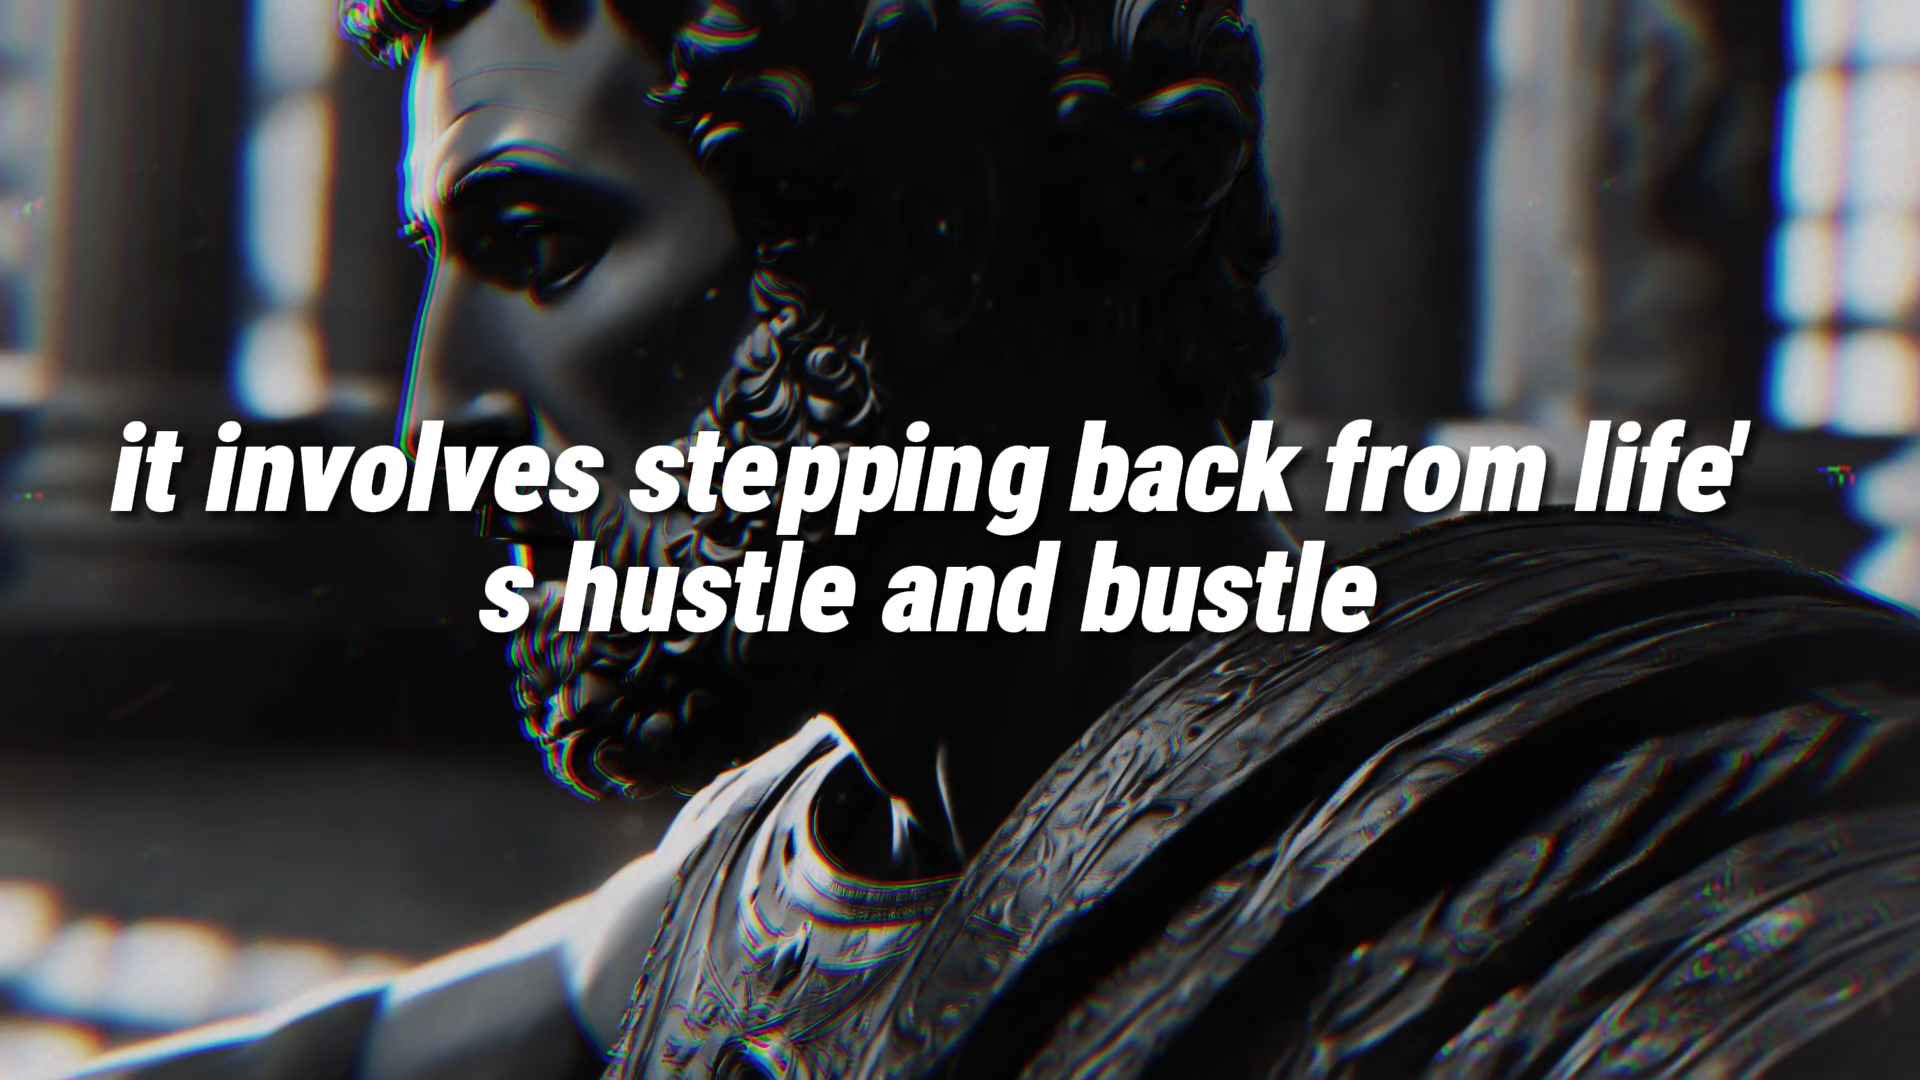 it involves stepping back from life'
s hustle and bustle